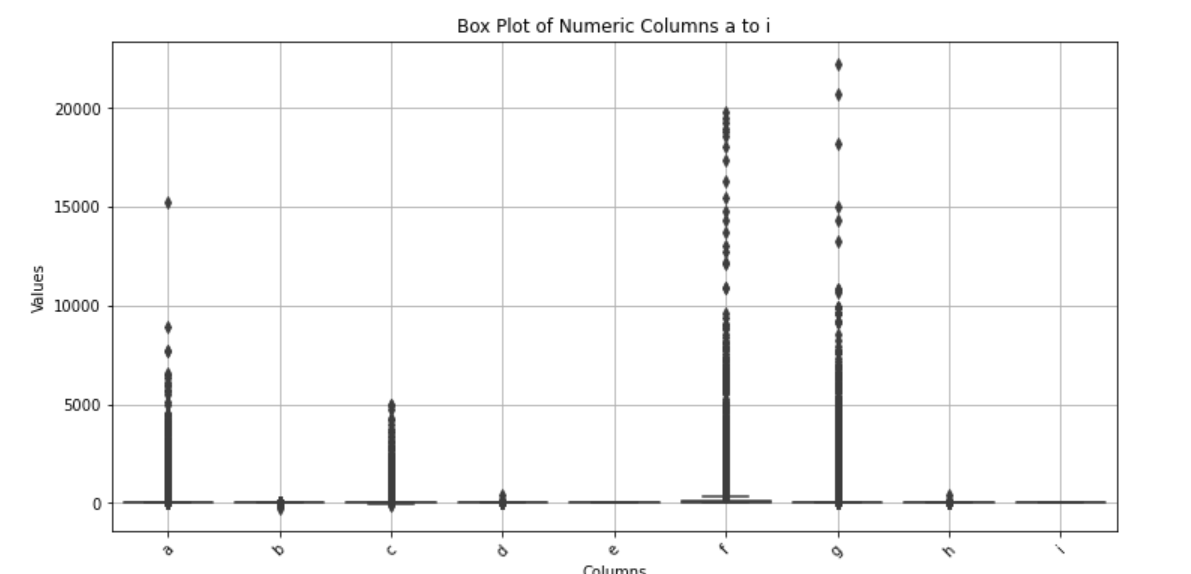 Box Plot of Numeric Columns a to i
20000
15000
10000
5000
0
Values
a b c d e f g h i
Columns